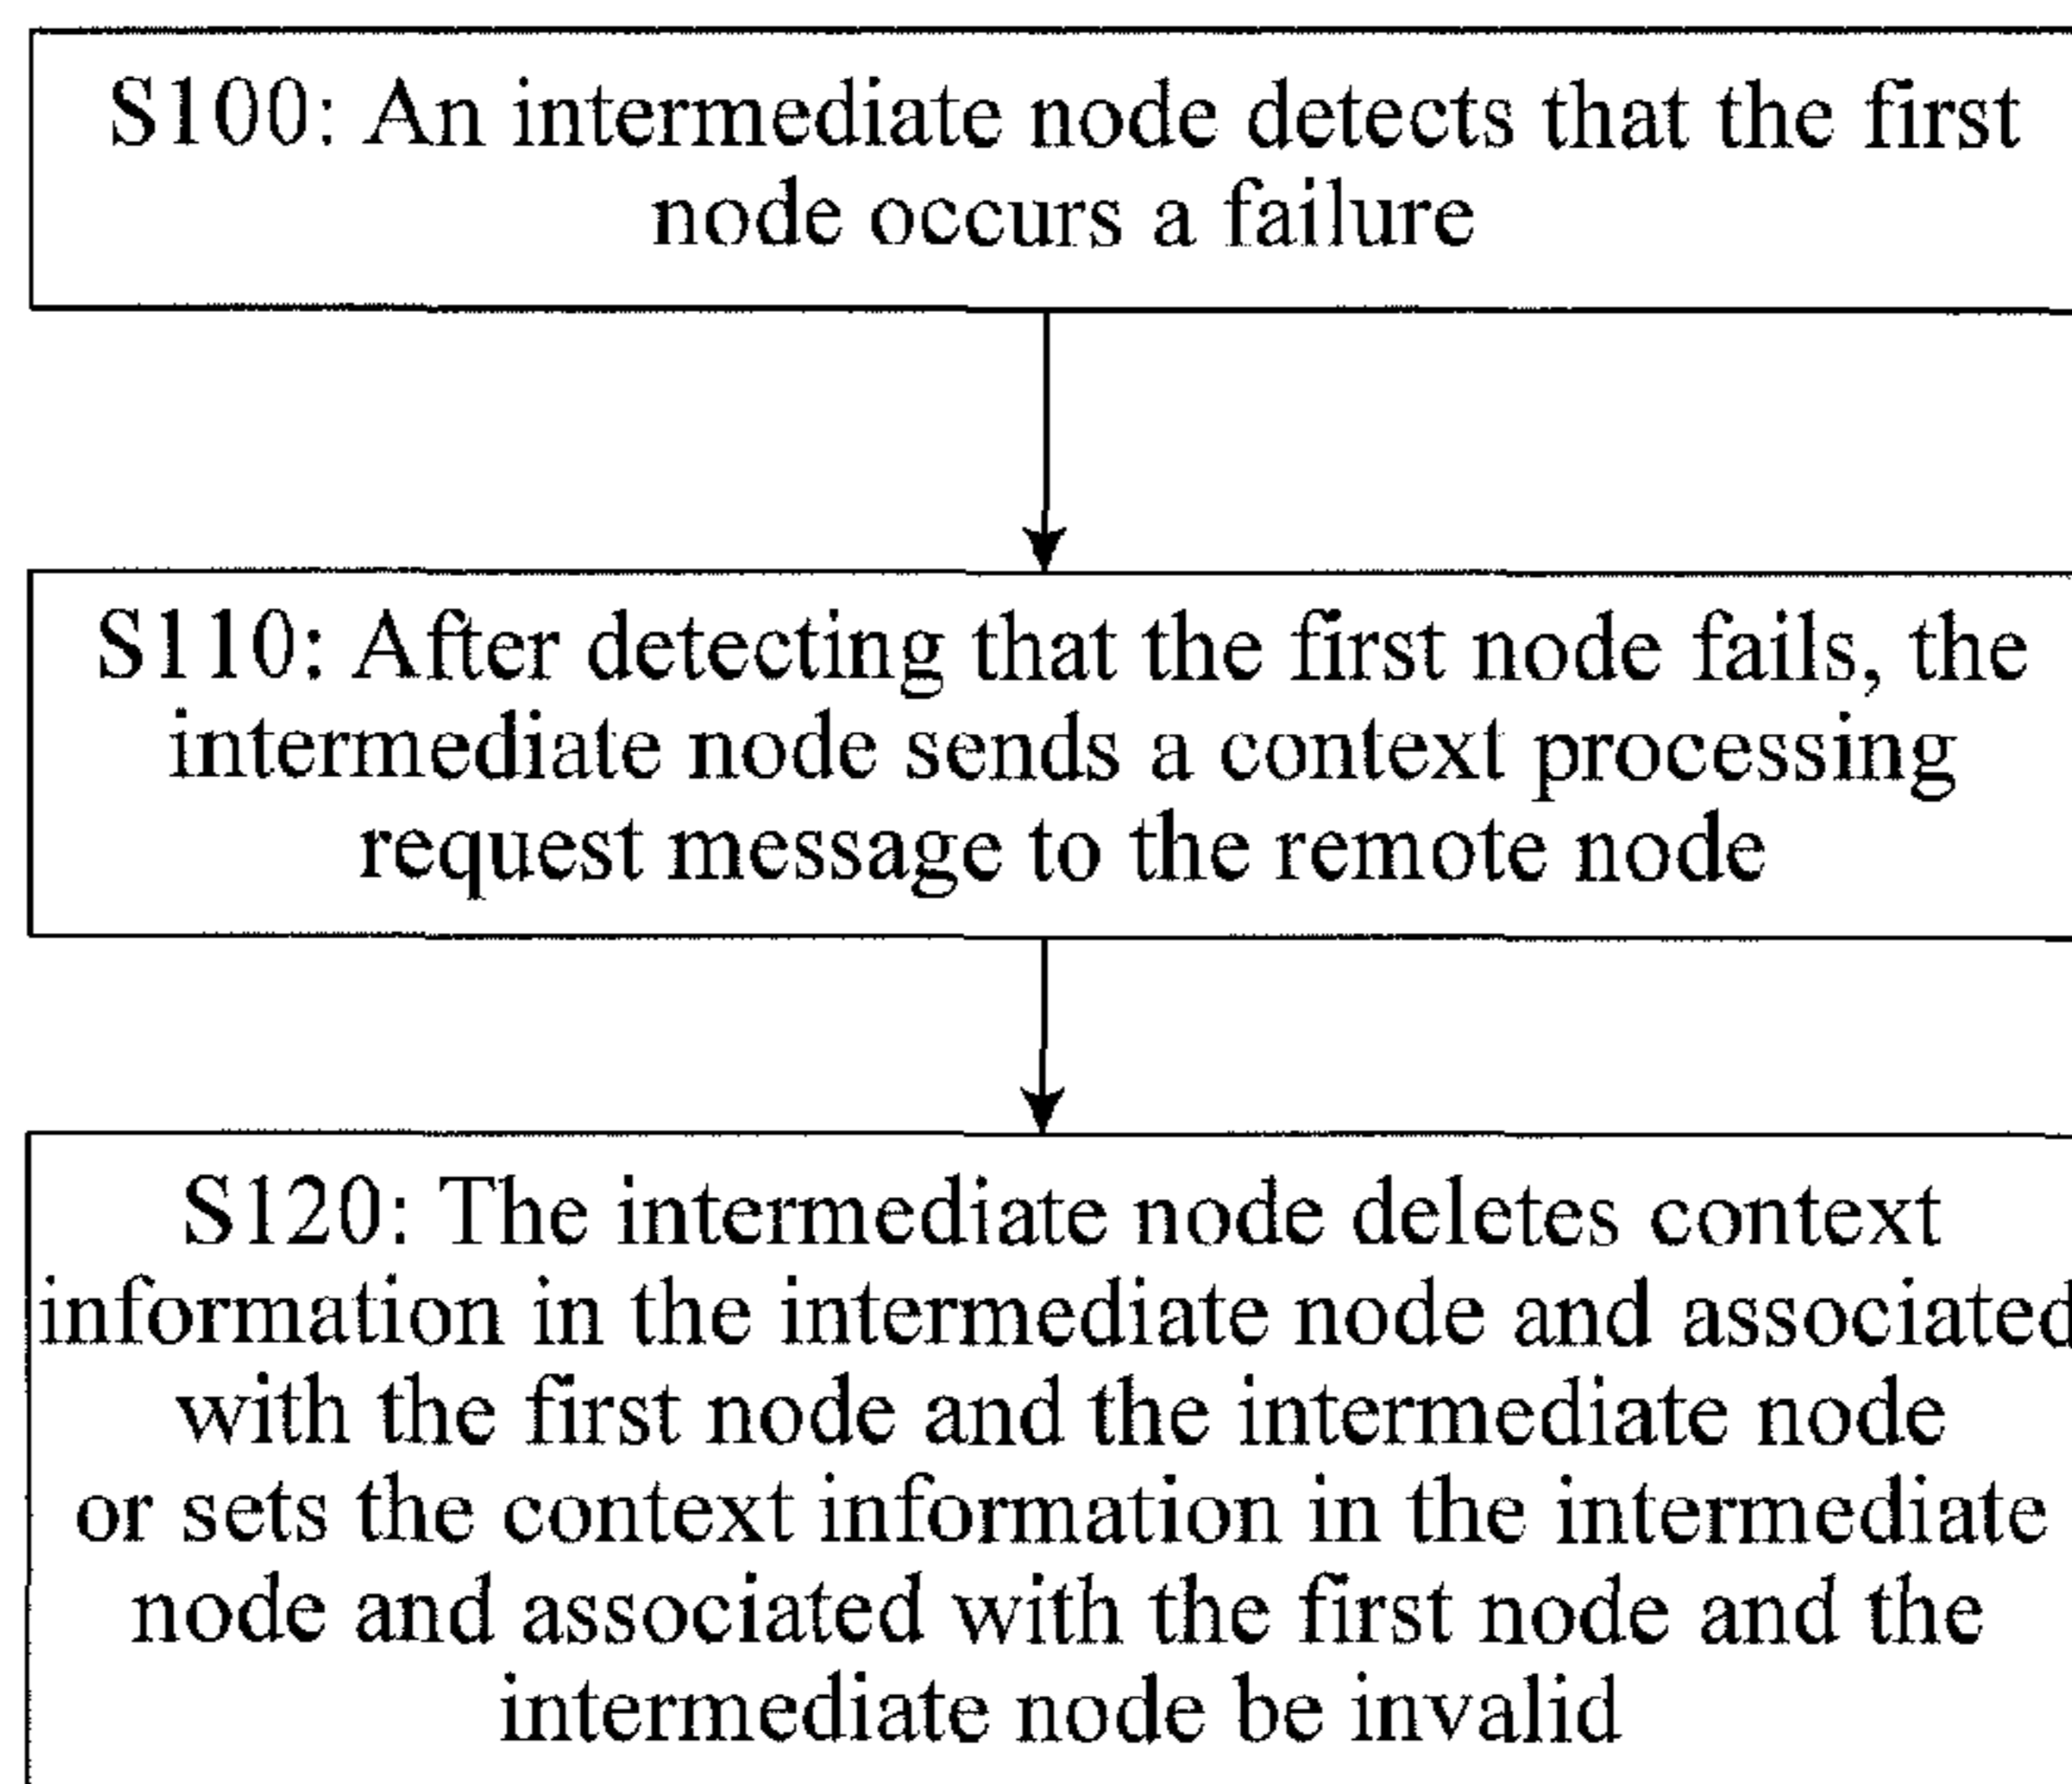 S100: An intermediate node detects that the first
node occurs a failure
S110: After detecting that the first node fails, the
intermediate node sends a context processing
request message to the remote node
S120: The intermediate node deletes context
information in the intermediate node and associated
with the first node and the intermediate node
or sets the context information in the intermediate
node and associated with the first node and the
intermediate node be invalid